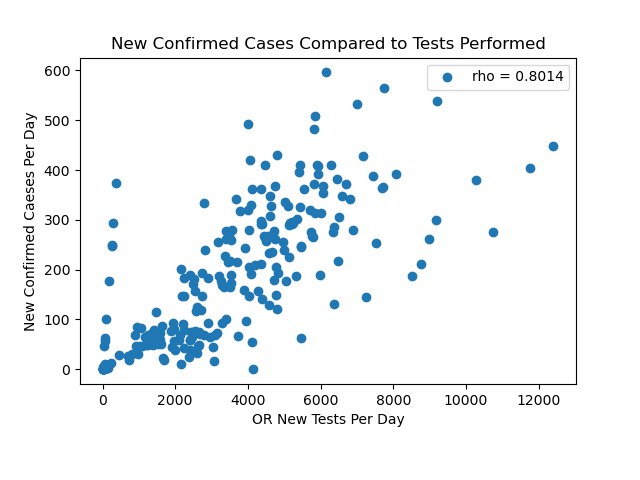 New Confirmed Cases Compared to Tests Performed
rho = 0.8014
600
500
400
300
200
100
0
New Confirmed Caeses Per Day
0 2000 4000 6000 8000 10000 12000
OR New Tests Per Day